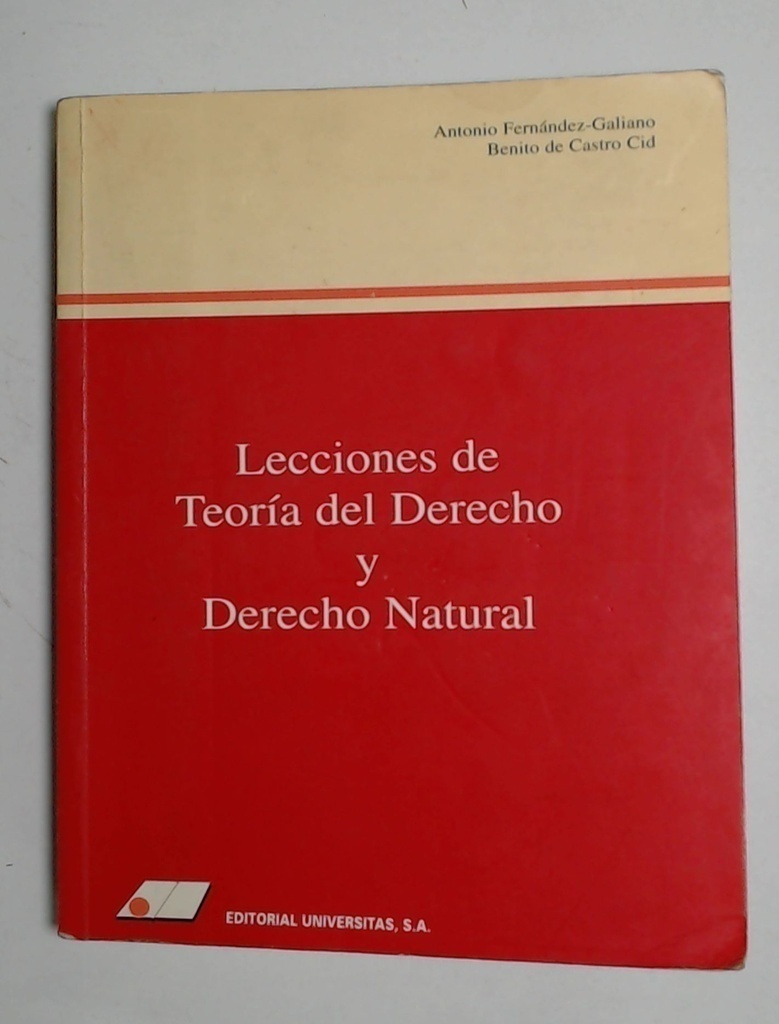 Antonio Fernández-Galiano
Benito de Castro Cid
Lecciones de
Teoría del Derecho
y
Derecho Natural
EDITORIAL UNIVERSITAS, S.A.